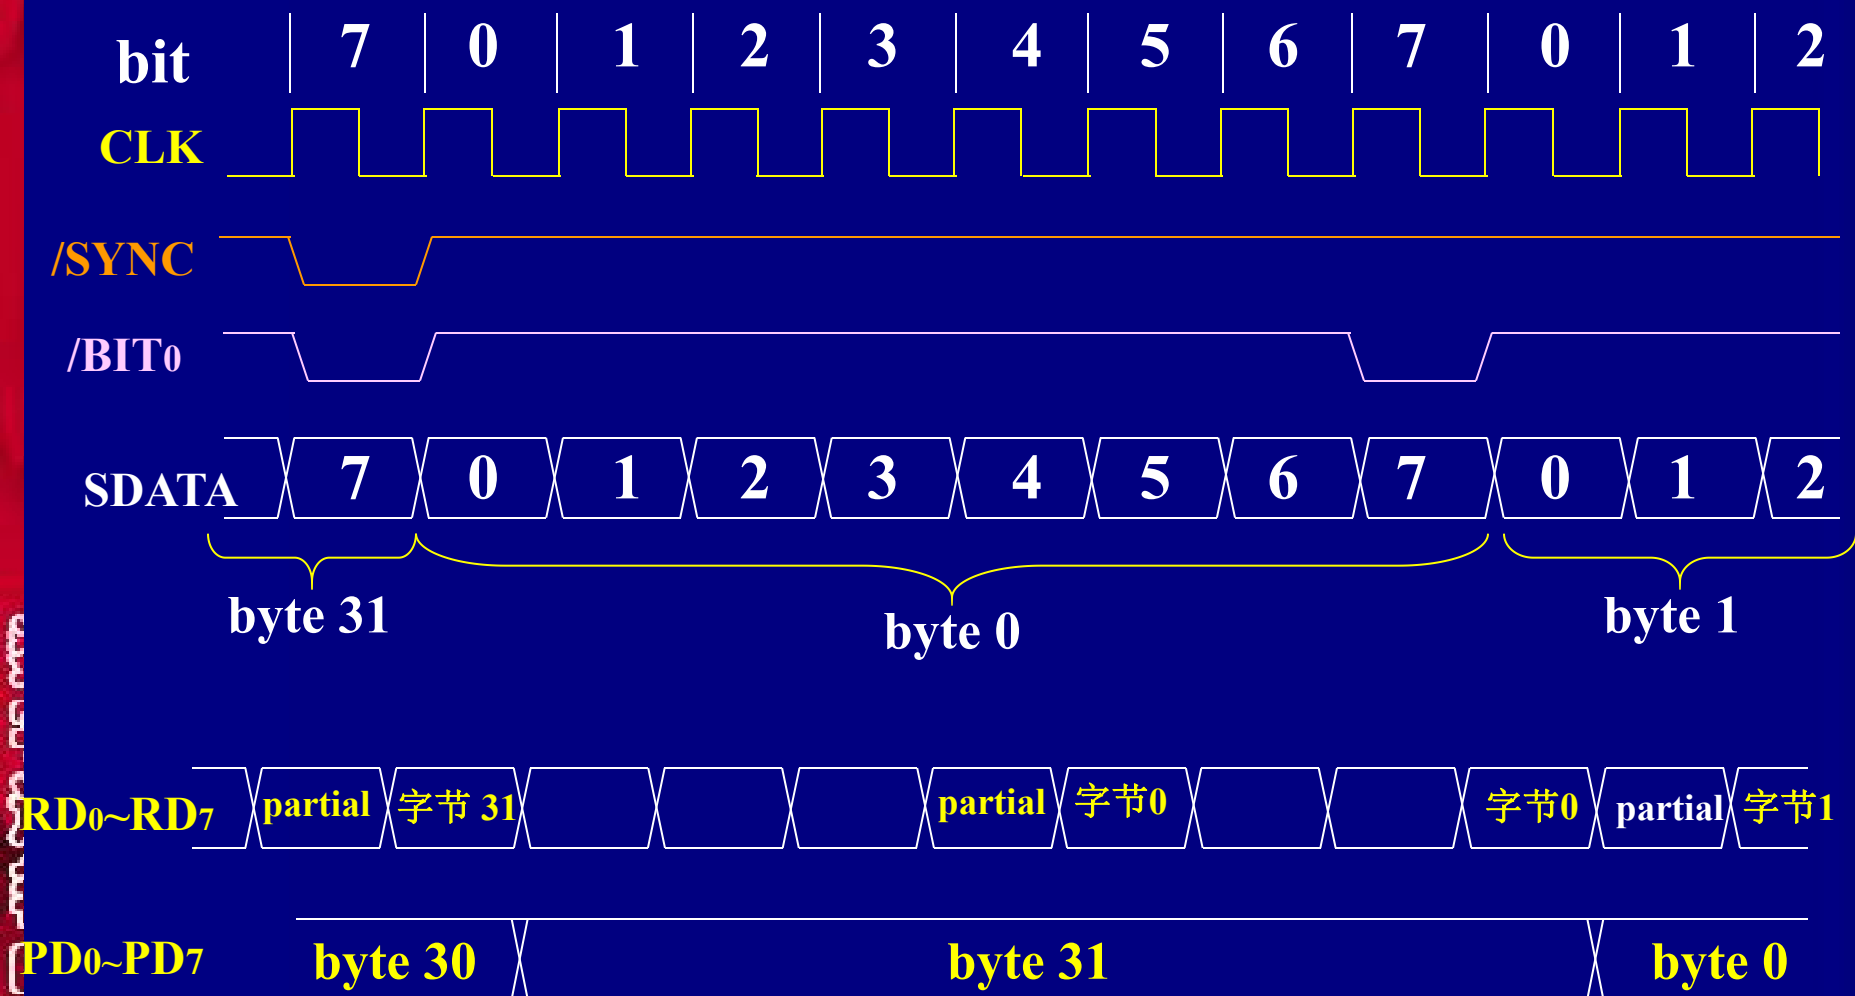 bit 7 0 1 2 3 4 5 6 7 0 1 2
CLK
/SYNC
/BIT0
SDATA 7 0 1 2 3 4 5 6 7 0 1 2
byte 31 byte 0 byte 1
RD0~RD7 partial 字节 31 partial 字节0 字节0 partial 字节1
PD0~PD7 byte 30 byte 31 byte 0